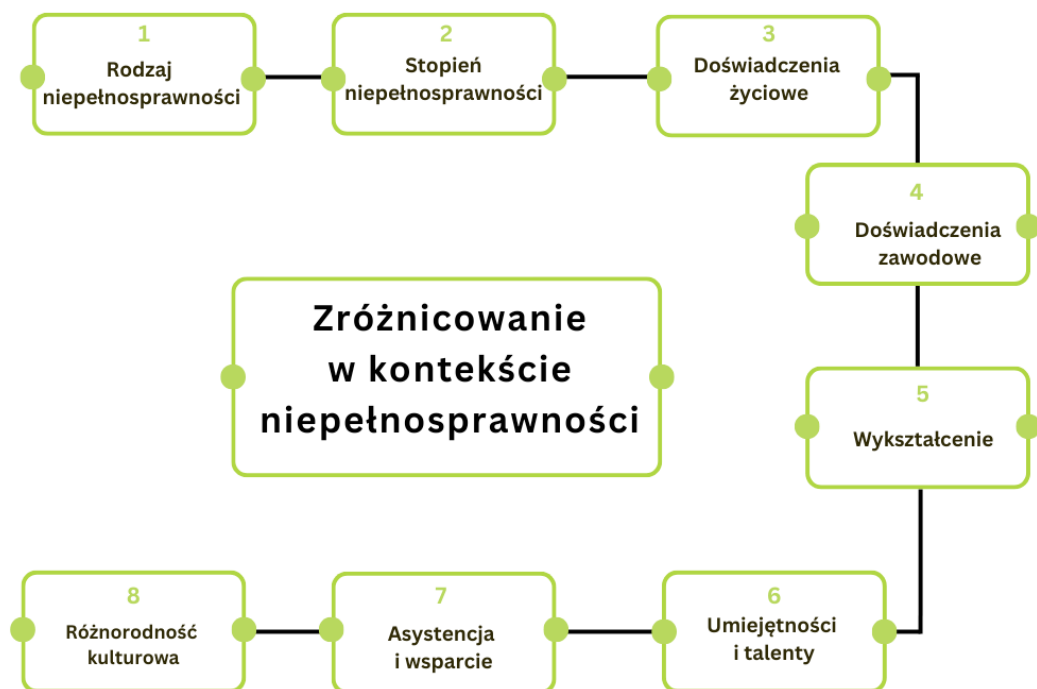 1
Rodzaj
niepełnosprawności
2
Stopień
niepełnosprawności
3
Doświadczenia
życiowe
4
Doświadczenia
zawodowe
Zróżnicowanie
w kontekście
niepełnosprawności
5
Wykształcenie
6
Umiejętności
i talenty
7
Asystencja
i wsparcie
8
Różnorodność
kulturowa